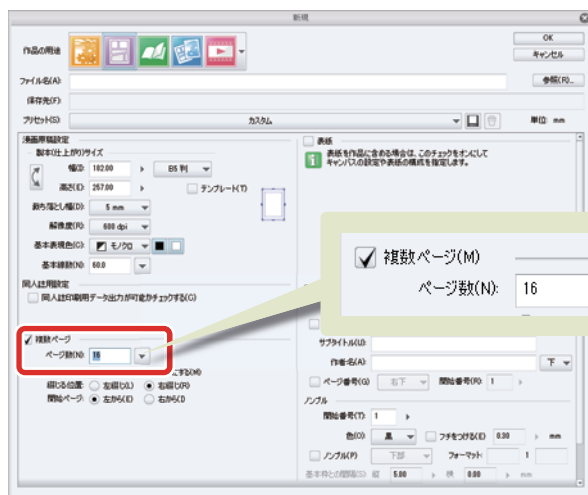 新規
OK
キャンセル
作品の用途
ファイル名(A):
参照(R)...
保存先(F):
プリセット(S): カスタム 単位: mm
漫画原稿設定
製本(仕上がり)サイズ
幅(I): 182.00 B5 判
高さ(E): 257.00 テンプレート(T)
裁ち落とし幅(D): 5 mm
解像度(R): 600 dpi
基本表現色(C): モノクロ
基本線数(N): 60.0
同人誌用設定
同人誌印刷用データ出力が可能かチェックする(C)
複数ページ
ページ数(N): 16
にする(M)
綴じる位置: 左綴じ(L) 右綴じ(R)
開始ページ: 左から(E) 右から(I)
表紙
表紙を作品に含める場合は、このチェックをオンにして
キャンバスの設定や表紙の構成を指定します。
複数ページ(M)
ページ数(N): 16
サブタイトル(U):
作者名(A): 下
ページ番号(G) 右下 開始番号(R): 1
ノンブル
開始番号(T): 1
色(O): 黒 フチをつける(E) 0.30 mm
ノンブル(P) 下部 フォーマット: 1
基本枠との間隔(S): 縦 5.00 横 0.00 mm